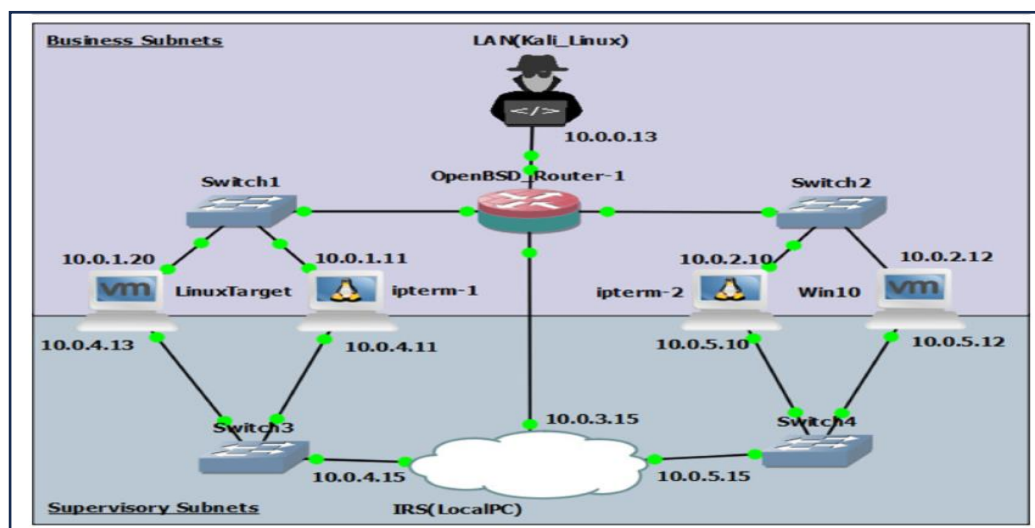 Business Subnets
LAN(Kali_Linux)
</>
10.0.0.13
Switch1
OpenBSD_Router-1
Switch2
10.0.1.20
10.0.1.11
10.0.2.10
10.0.2.12
vm
LinuxTarget
ipterm-1
ipterm-2
Win10
vm
10.0.4.13
10.0.4.11
10.0.5.10
10.0.5.12
Switch3
10.0.3.15
Switch4
10.0.4.15
10.0.5.15
IRS(LocalPC)
Supervisory Subnets